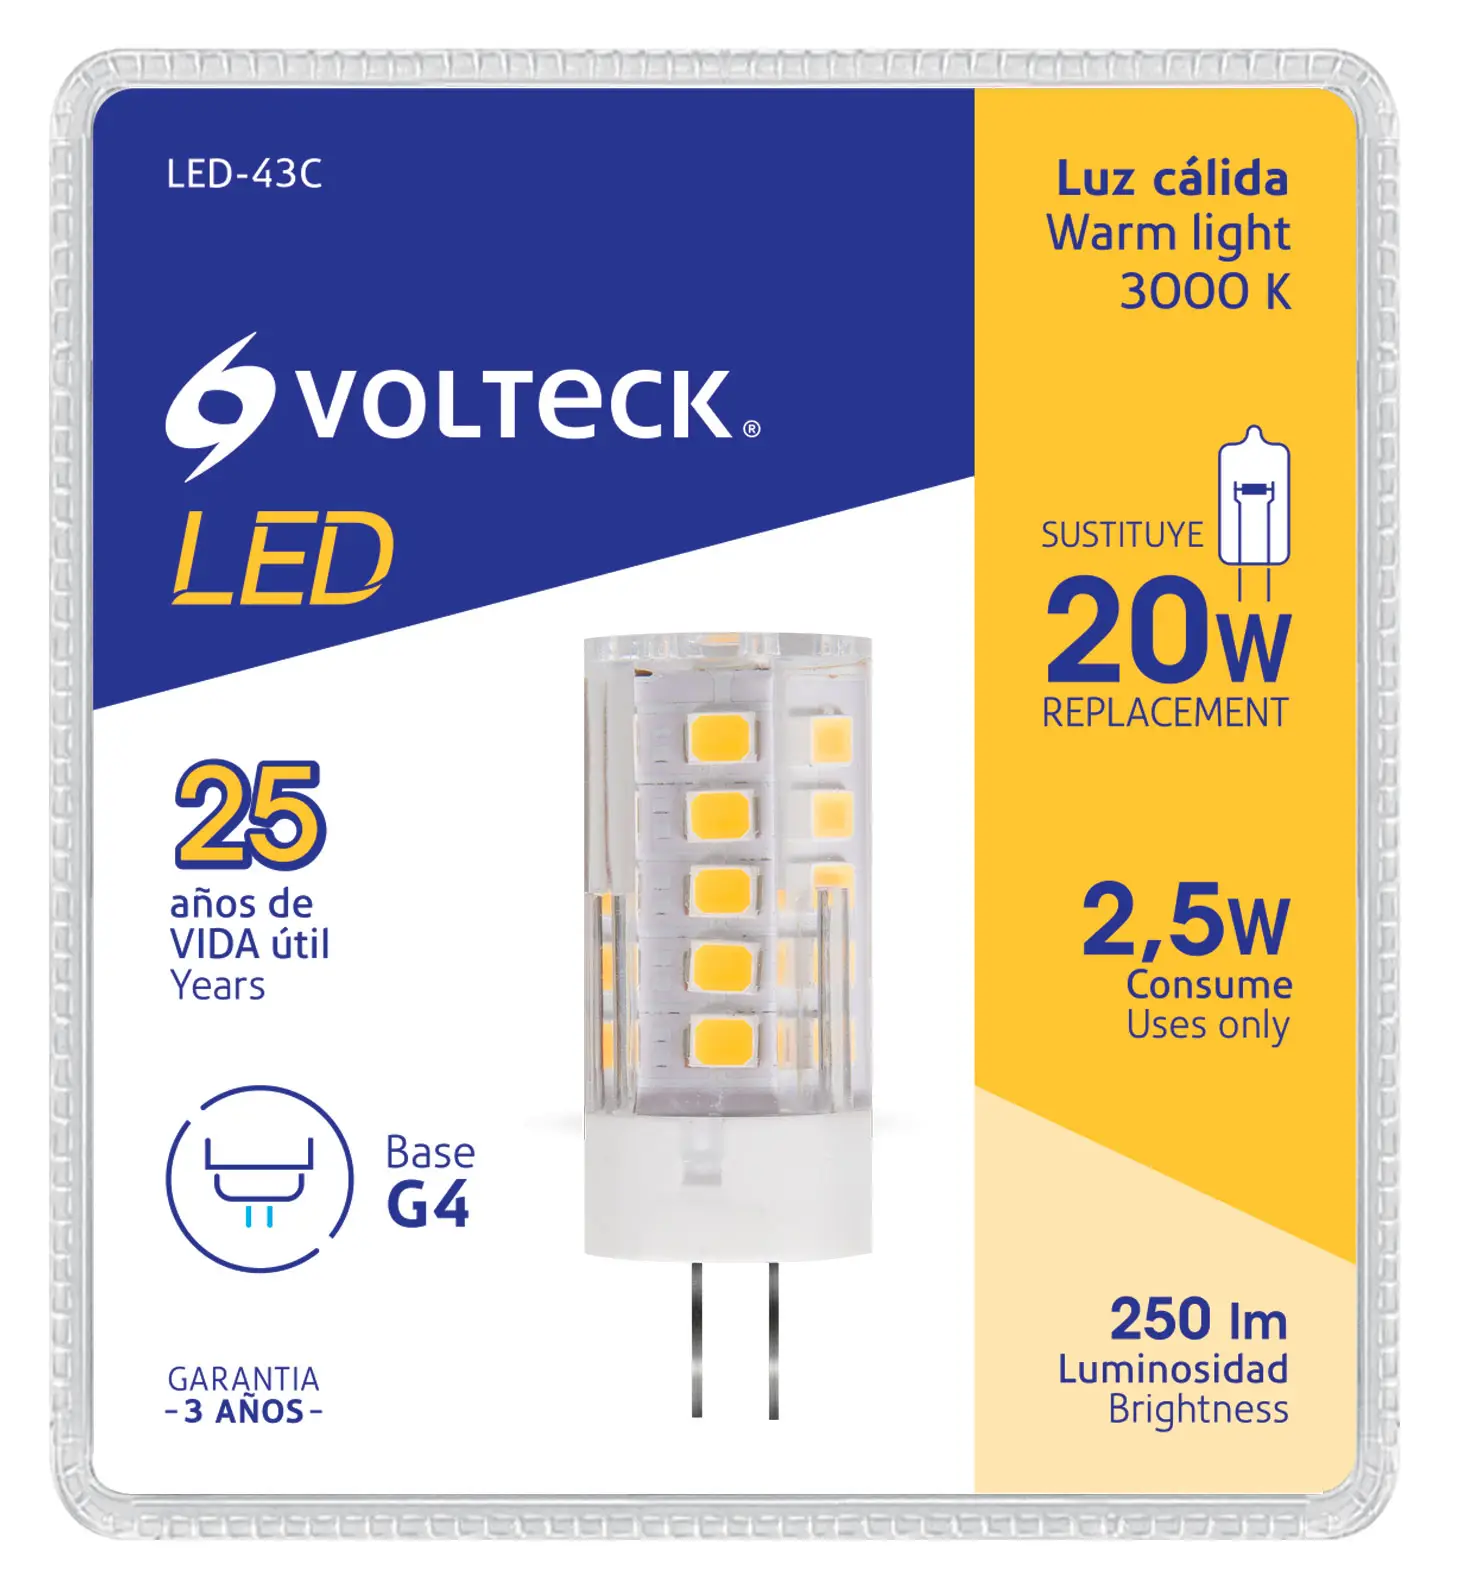 LED-43C
VOLTECK®
LED
25
años de
VIDA útil
Years
Base
G4
GARANTIA
-3 AÑOS-
Luz cálida
Warm light
3000 K
SUSTITUYE
20W
REPLACEMENT
2,5W
Consume
Uses only
250 lm
Luminosidad
Brightness